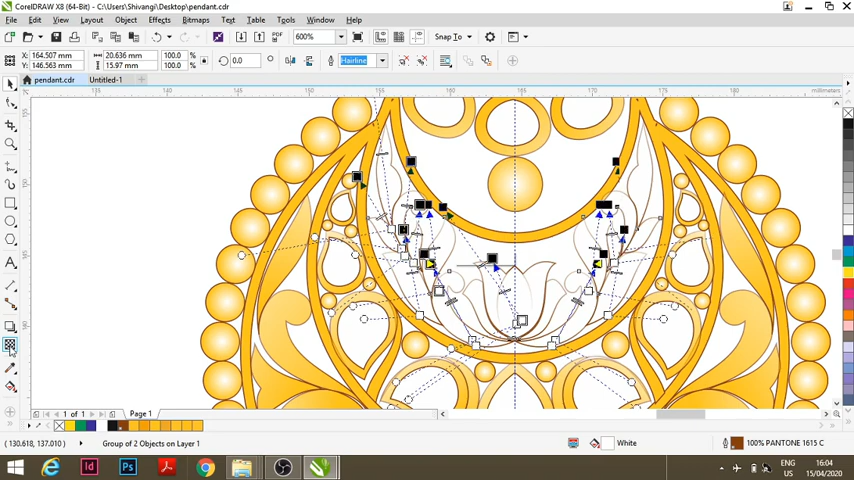 CorelDRAW X8 (64-Bit) - C:\Users\Shivangi\Desktop\pendant.cdr
File Edit View Layout Object Effects Bitmaps Text Table Tools Window Help
PDF 600% Snap To
X: 164.507 mm 20.636 mm 100.0 % 0.0 ° Hairline
Y: 146.563 mm 15.97 mm 100.0 %
pendant.cdr Untitled-1
135 140 145 150 155 160 165 170 175 180 millimeters
1 of 1 Page 1
(130.618, 137.010) Group of 2 Objects on Layer 1 White 100% PANTONE 1615 C
ENG 16:04
US 15/04/2020